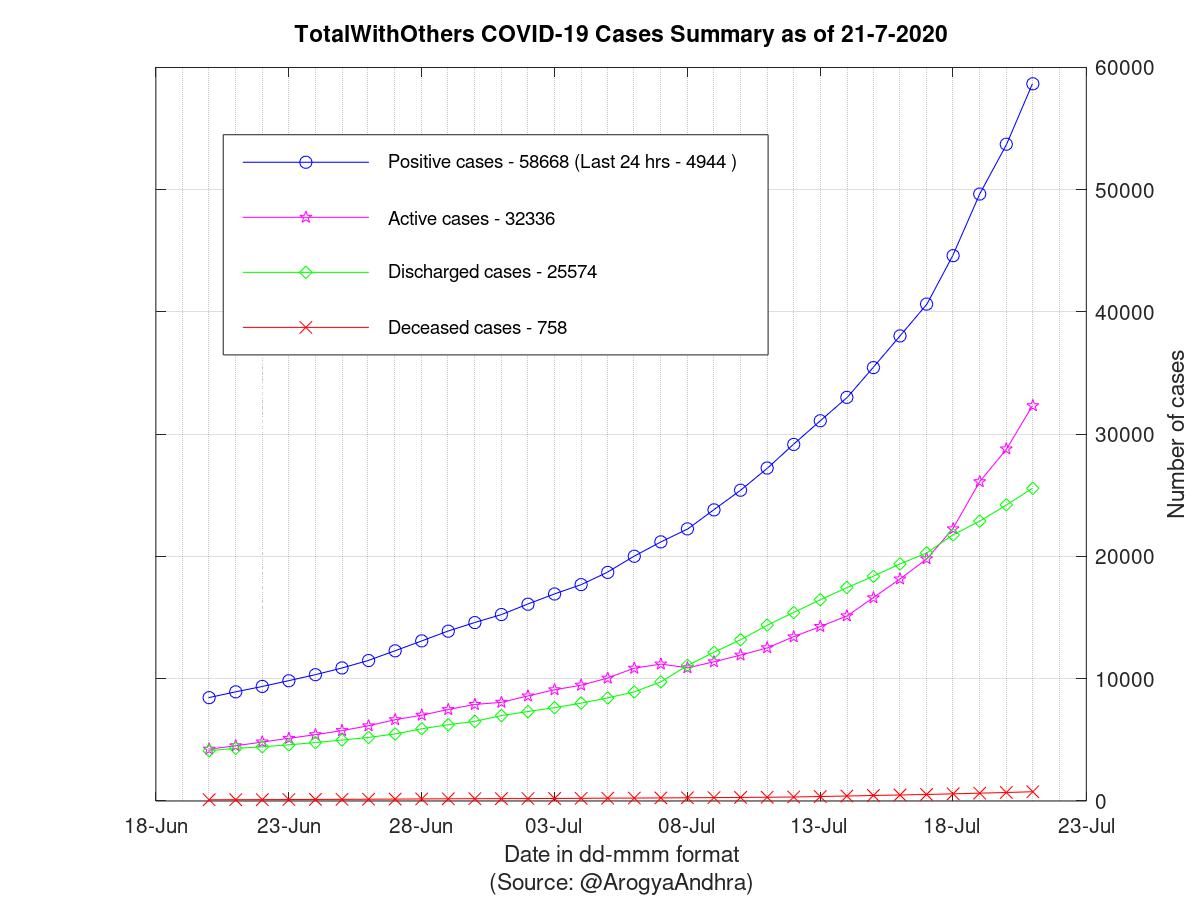 TotalWithOthers COVID-19 Cases Summary as of 21-7-2020
Positive cases - 58668 (Last 24 hrs - 4944 )
Active cases - 32336
Discharged cases - 25574
Deceased cases - 758
60000
50000
40000
30000
20000
10000
0
Number of cases
18-Jun 23-Jun 28-Jun 03-Jul 08-Jul 13-Jul 18-Jul 23-Jul
Date in dd-mmm format
(Source: @ArogyaAndhra)